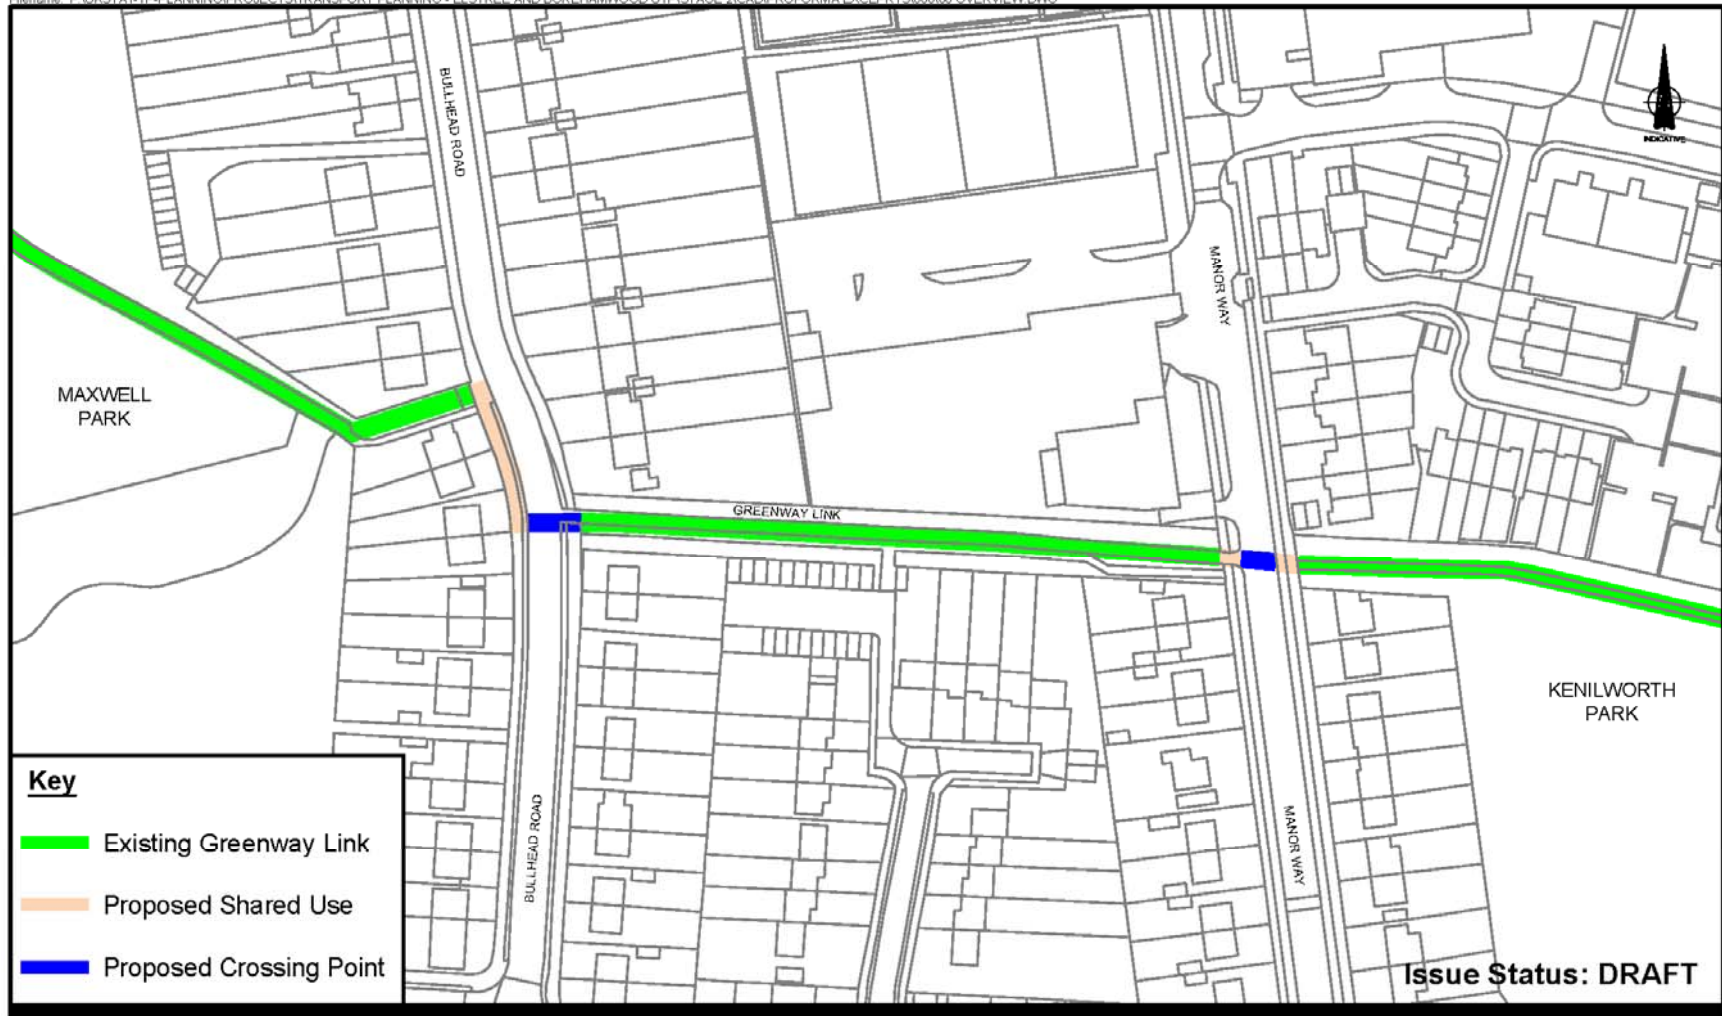 BULLHEAD ROAD
INDICATIVE
MANOR WAY
MAXWELL
PARK
GREENWAY LINK
KENILWORTH
PARK
Key
Existing Greenway Link
Proposed Shared Use
Proposed Crossing Point
BULLHEAD ROAD
MANOR WAY
Issue Status: DRAFT